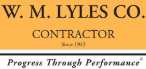 W. M. LYLES CO.
CONTRACTOR
Since 1945
Progress Through Performance®